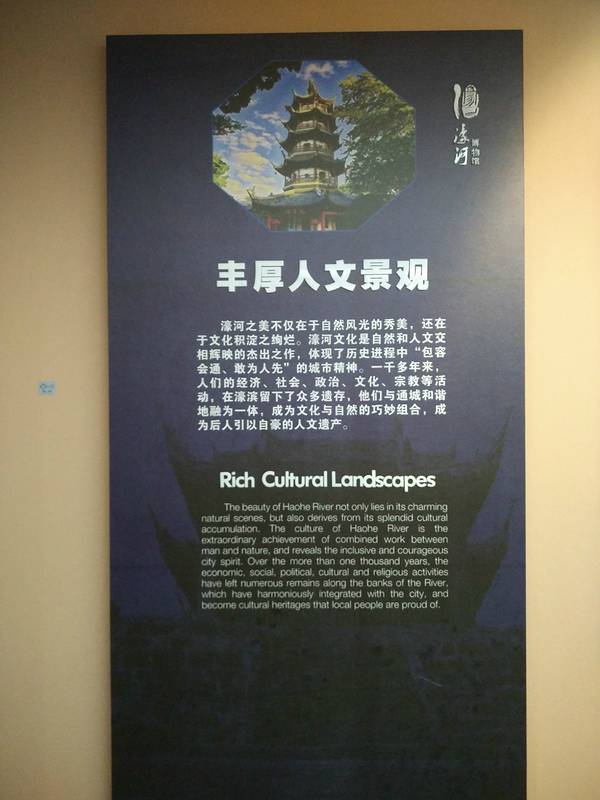 濠河
博物馆
丰厚人文景观
濠河之美不仅在于自然风光的秀美，还在
于文化积淀之绚烂。濠河文化是自然和人文交
相辉映的杰出之作，体现了历史进程中“包容
会通、敢为人先”的城市精神。一千多年来，
人们的经济、社会、政治、文化、宗教等活
动，在濠滨留下了众多遗存，他们与通城和谐
地融为一体，成为文化与自然的巧妙组合，成
为后人引以自豪的人文遗产。
Rich Cultural Landscapes
The beauty of Haohe River not only lies in its charming
natural scenes, but also derives from its splendid cultural
accumulation. The culture of Haohe River is the
extraordinary achievement of combined work between
man and nature, and reveals the inclusive and courageous
city spirit. Over the more than one thousand years, the
economic, social, political, cultural and religious activities
have left numerous remains along the banks of the River,
which have harmoniously integrated with the city, and
become cultural heritages that local people are proud of.